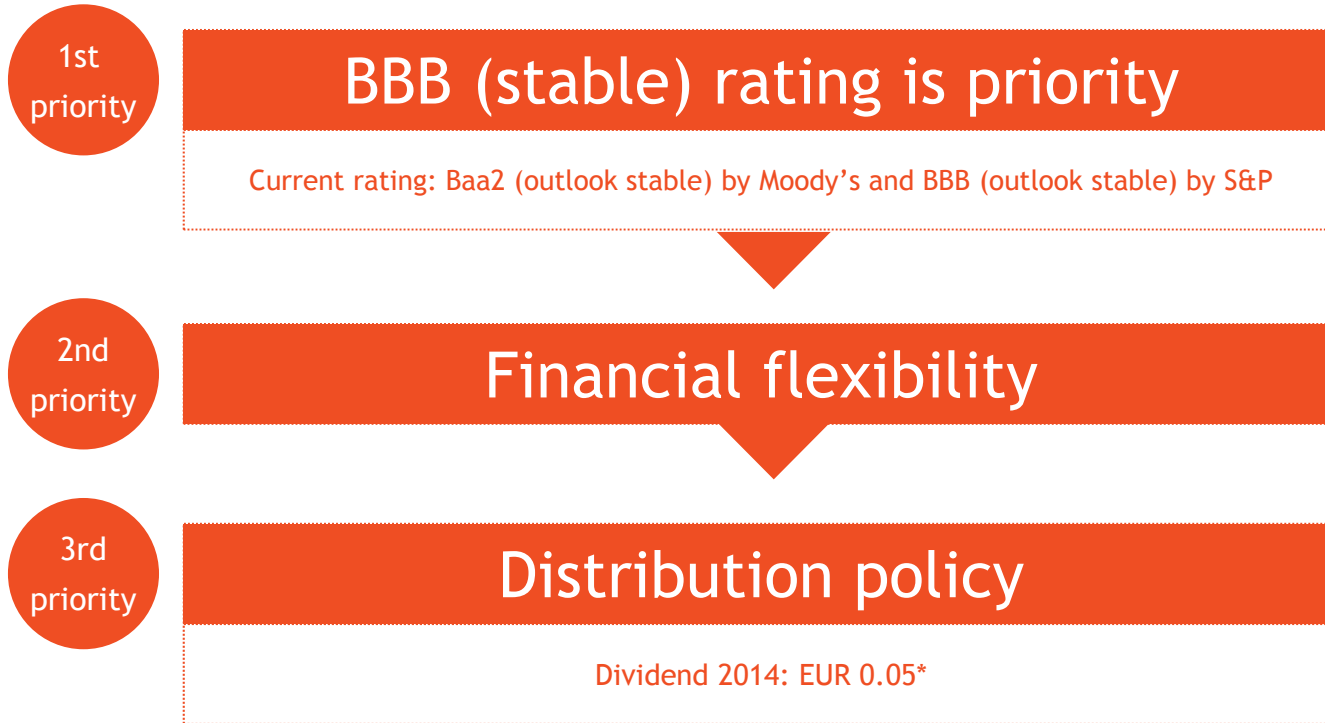 1st
priority
BBB (stable) rating is priority
Current rating: Baa2 (outlook stable) by Moody’s and BBB (outlook stable) by S&P
2nd
priority
Financial flexibility
3rd
priority
Distribution policy
Dividend 2014: EUR 0.05*